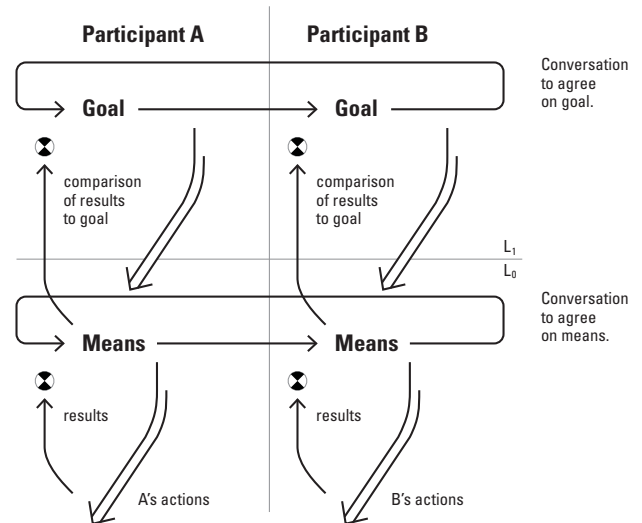 Participant A
Participant B
Conversation
to agree
on goal.
Goal
Goal
comparison
of results
to goal
comparison
of results
to goal
L₁
L₀
Conversation
to agree
on means.
Means
Means
results
results
A's actions
B's actions